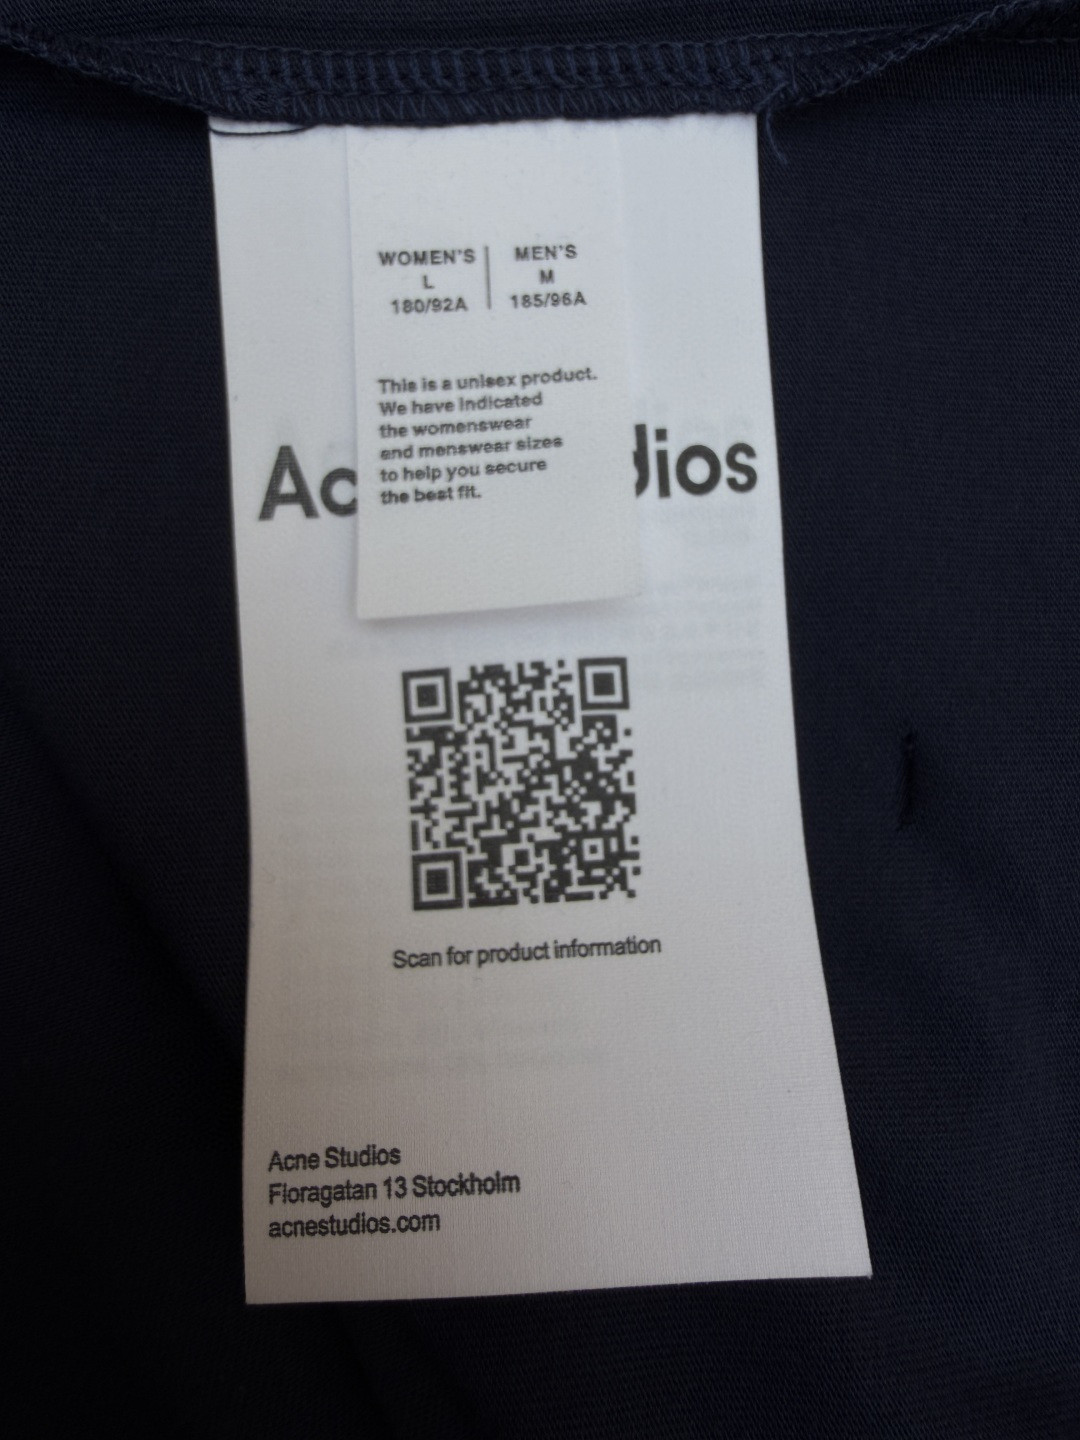 WOMEN'S
L
180/92A
MEN'S
M
185/96A
This is a unisex product.
We have indicated
the womenswear
and menswear sizes
to help you secure
the best fit.
Ac dios
Scan for product information
Acne Studios
Floragatan 13 Stockholm
acnestudios.com